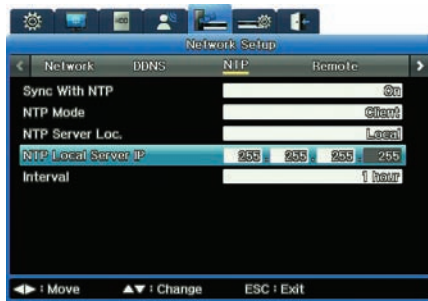 HDD
Network Setup
Network DDNS NTP Remote
Sync With NTP On
NTP Mode Client
NTP Server Loc. Local
NTP Local Server IP 255 . 255 . 255 . 255
Interval 1 hour
◀▶ : Move ▲▼ : Change ESC : Exit